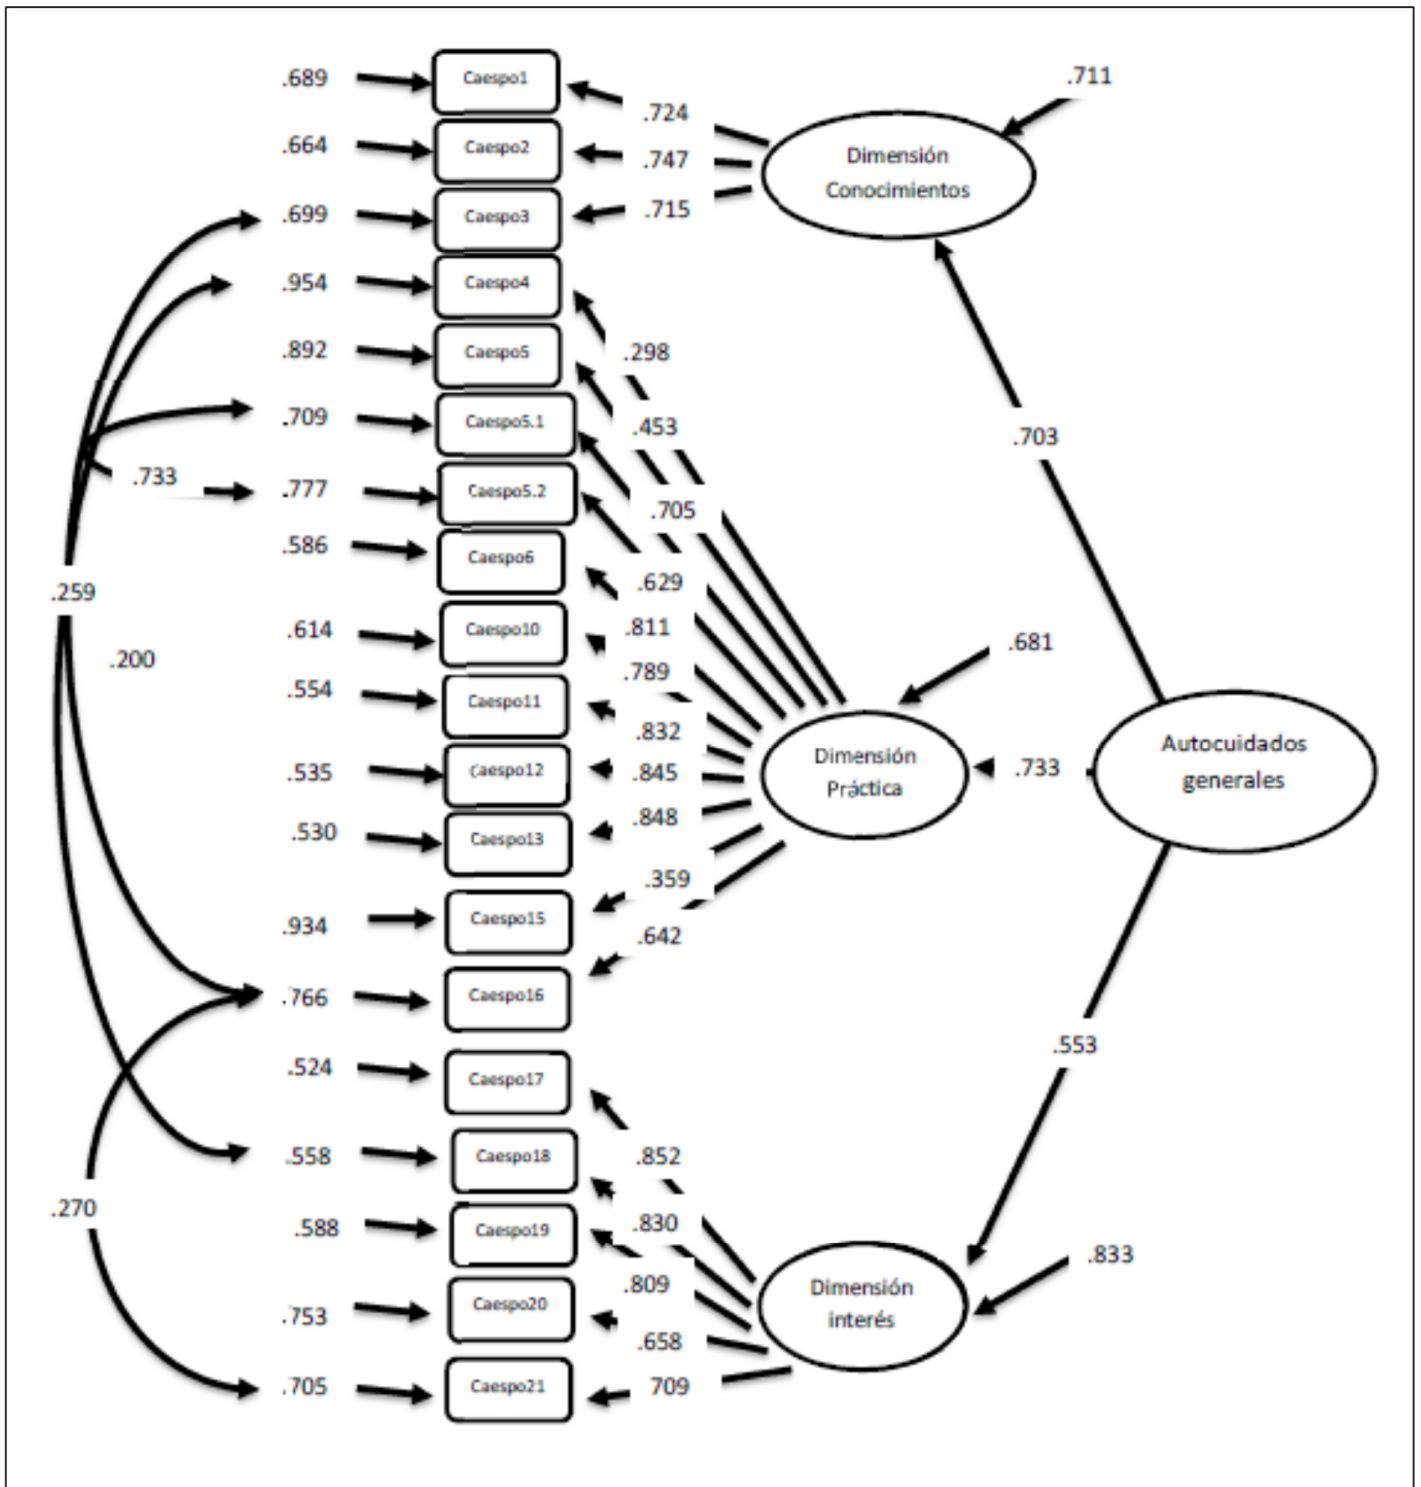 .689
Caespo1
.711
.724
.664
Caespo2
.747
Dimensión
Conocimientos
.699
Caespo3
.715
.954
Caespo4
.892
Caespo5
.298
.709
Caespo5.1
.453
.703
.733
.777
Caespo5.2
.705
.586
Caespo6
.629
.259
.614
Caespo10
.811
.681
.200
.789
.554
Caespo11
.832
Dimensión
Práctica
Autocuidados
generales
.535
Caespo12
.845
.733
.530
Caespo13
.848
.359
.934
Caespo15
.642
.766
Caespo16
.524
Caespo17
.553
.558
Caespo18
.852
.270
.588
Caespo19
.830
.833
.809
Dimensión
interés
.753
Caespo20
.658
.705
Caespo21
709